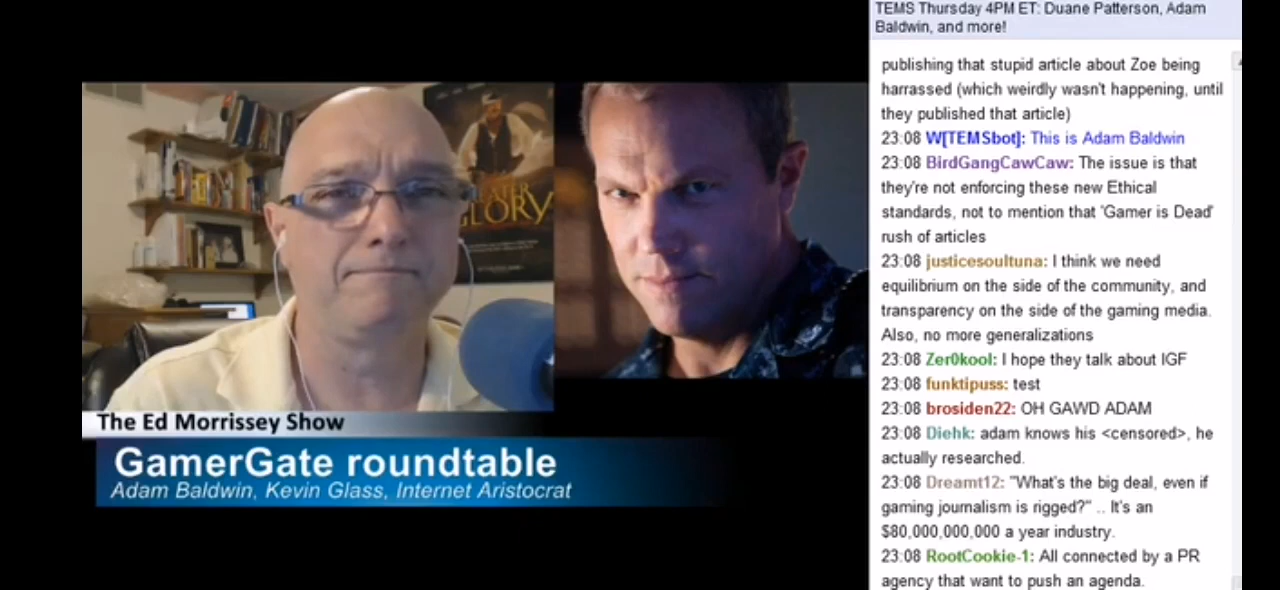 TEMS Thursday 4PM ET: Duane Patterson, Adam
Baldwin, and more!
publishing that stupid article about Zoe being
harrassed (which weirdly wasn't happening, until
they published that article)
23:08 W[TEMSbot]: This is Adam Baldwin
23:08 BirdGangCawCaw: The issue is that
they're not enforcing these new Ethical
standards, not to mention that 'Gamer is Dead'
rush of articles
23:08 justicesoultuna: I think we need
equilibrium on the side of the community, and
transparency on the side of the gaming media.
Also, no more generalizations
23:08 Zer0kool: I hope they talk about IGF
23:08 funktipuss: test
23:08 brosiden22: OH GAWD ADAM
23:08 Diehk: adam knows his <censored>, he
actually researched.
23:08 Dreamt12: "What's the big deal, even if
gaming journalism is rigged?" .. It's an
$80,000,000,000 a year industry.
23:08 RootCookie-1: All connected by a PR
agency that want to push an agenda.
GLORY
The Ed Morrissey Show
GamerGate roundtable
Adam Baldwin, Kevin Glass, Internet Aristocrat